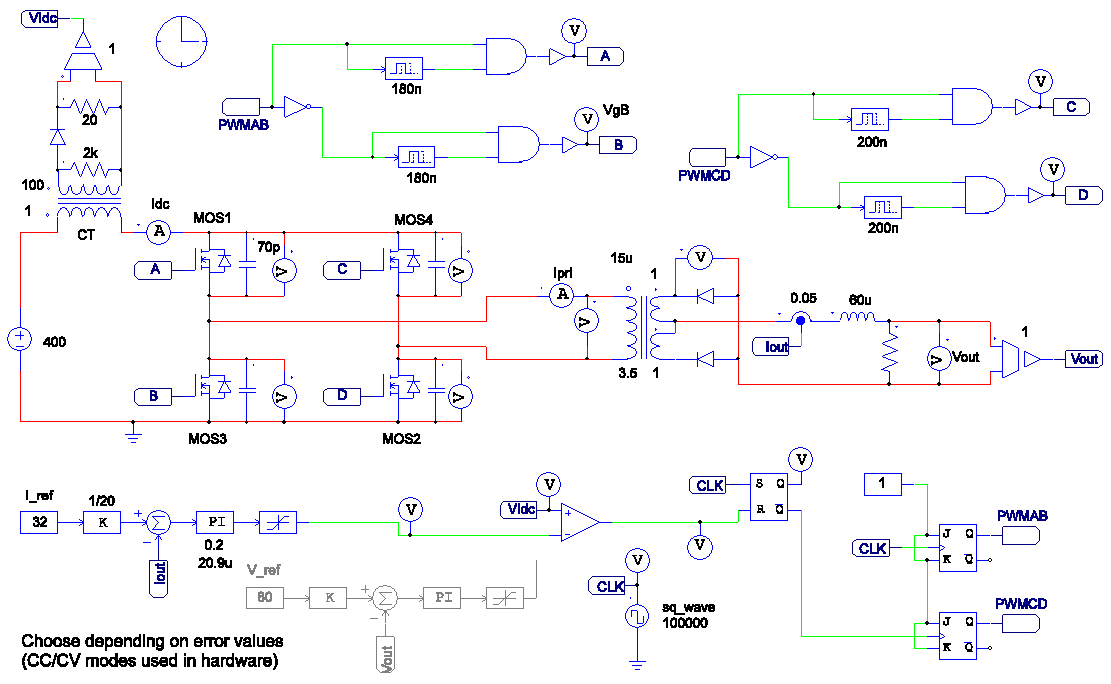 VIdc
1
20
2k
100
1
CT
PWMAB
180n
V
A
180n
VgB
V
B
PWMCD
200n
V
C
200n
V
D
Idc
A
MOS1
MOS4
A
70p
V
C
V
400
B
V
D
V
MOS3
MOS2
Ipri
A
V
15u
1
3.5
1
V
0.05
Iout
60u
V
Vout
1
Vout
I_ref
32
1/20
K
+
−
Iout
PI
0.2
20.9u
V
V_ref
60
K
+
−
Vout
PI
VIdc
V
+
−
V
V
CLK
sq_wave
100000
CLK
S Q
R Q
V
1
CLK
J Q
K Q
PWMAB
J Q
K Q
PWMCD
Choose depending on error values
(CC/CV modes used in hardware)